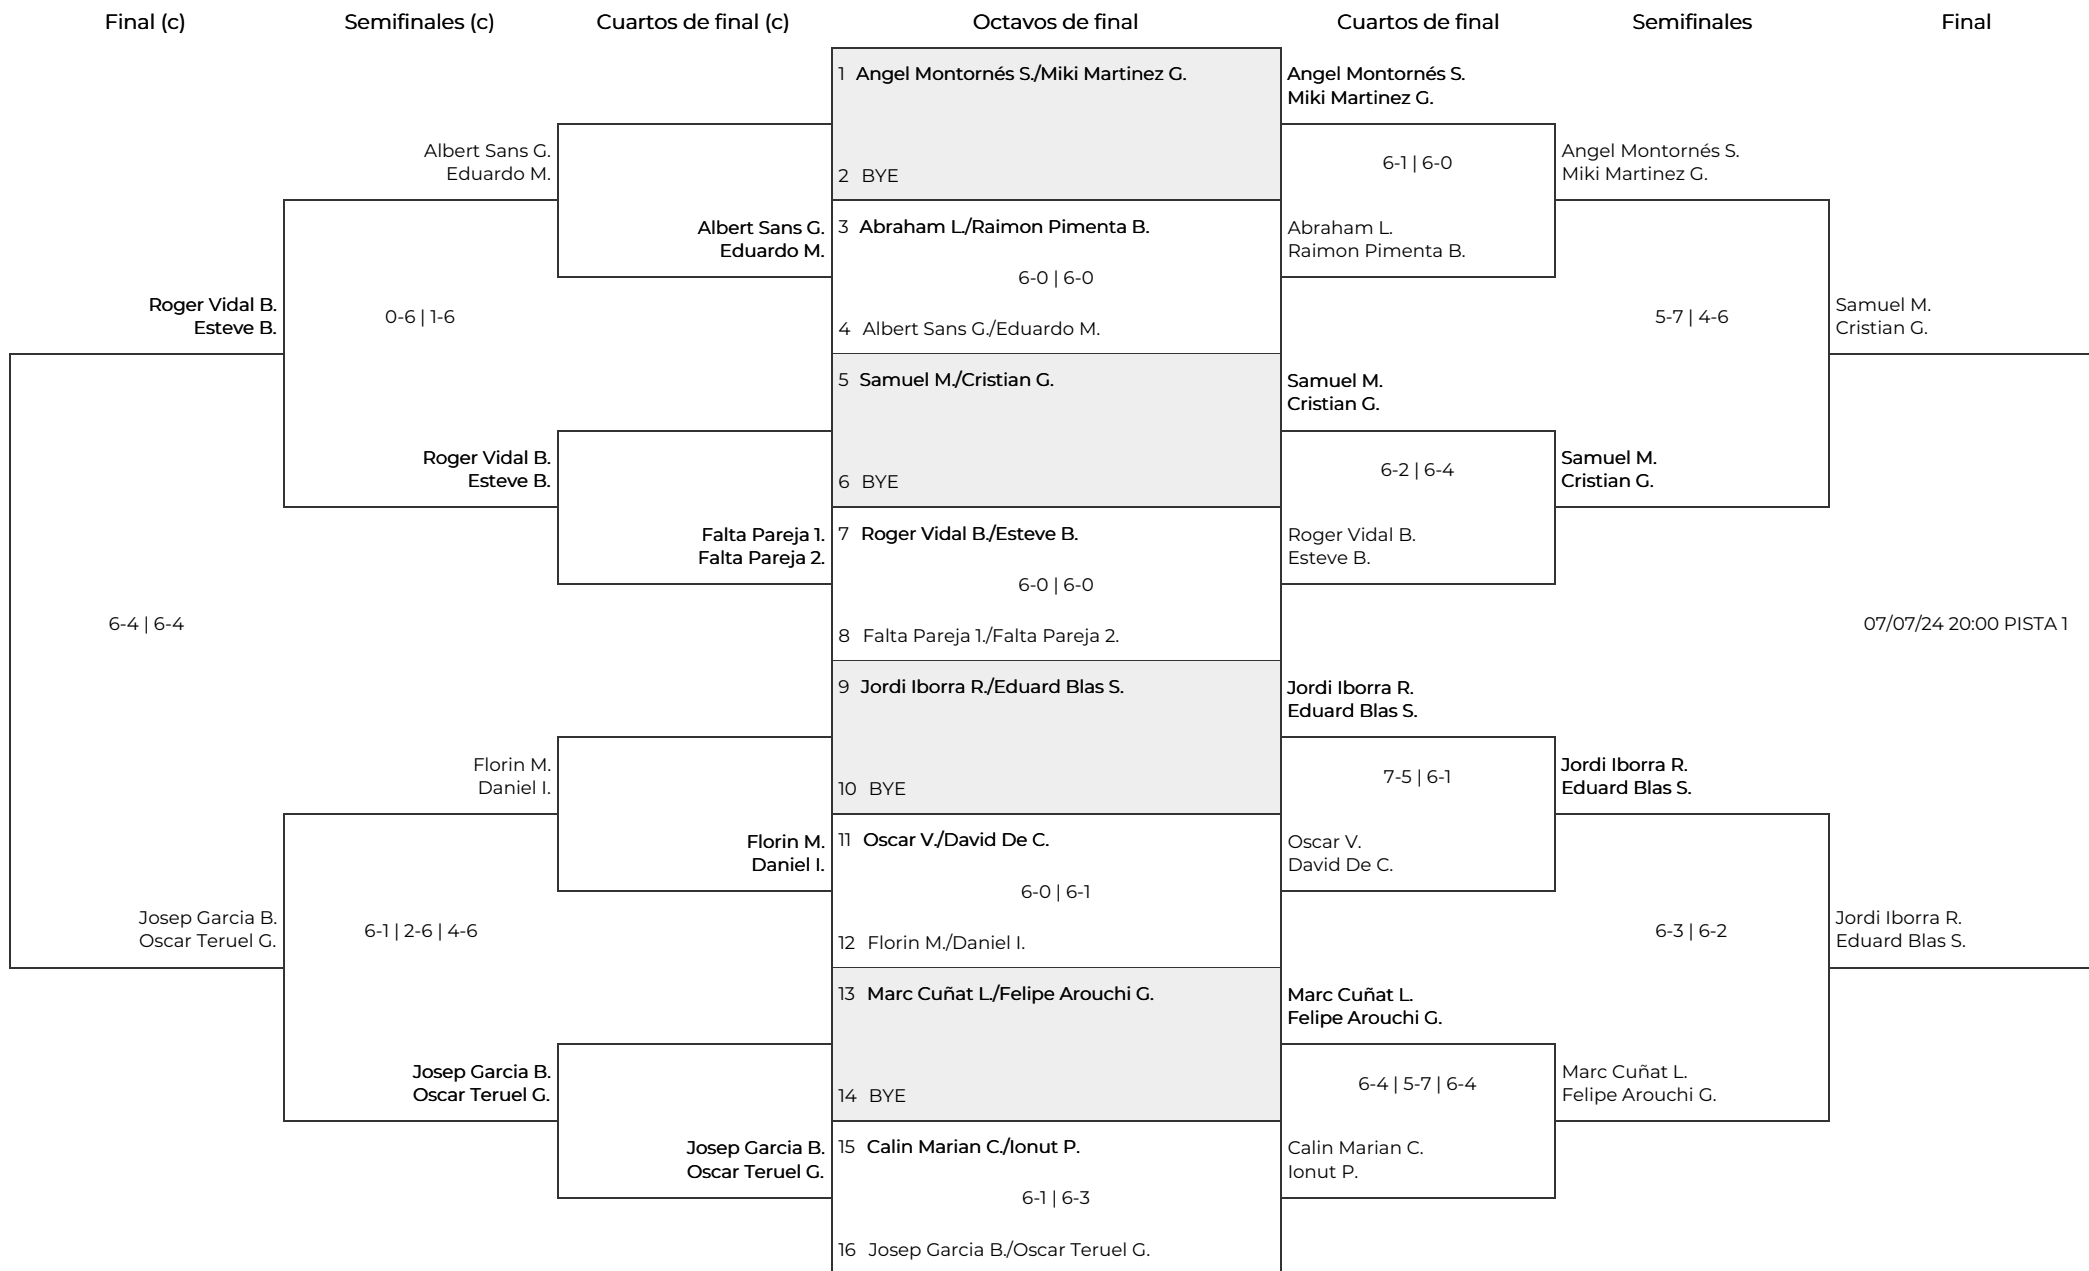 Final (c)
Semifinales (c)
Cuartos de final (c)
Octavos de final
Cuartos de final
Semifinales
Final
Roger Vidal B.
Esteve B.
6-4 | 6-4
Josep Garcia B.
Oscar Teruel G.
Albert Sans G.
Eduardo M.
0-6 | 1-6
Roger Vidal B.
Esteve B.
Florin M.
Daniel I.
6-1 | 2-6 | 4-6
Josep Garcia B.
Oscar Teruel G.
Albert Sans G.
Eduardo M.
Falta Pareja 1.
Falta Pareja 2.
Florin M.
Daniel I.
Josep Garcia B.
Oscar Teruel G.
1 Angel Montornés S./Miki Martinez G.
2 BYE
3 Abraham L./Raimon Pimenta B.
6-0 | 6-0
4 Albert Sans G./Eduardo M.
5 Samuel M./Cristian G.
6 BYE
7 Roger Vidal B./Esteve B.
6-0 | 6-0
8 Falta Pareja 1./Falta Pareja 2.
9 Jordi Iborra R./Eduard Blas S.
10 BYE
11 Oscar V./David De C.
6-0 | 6-1
12 Florin M./Daniel I.
13 Marc Cuñat L./Felipe Arouchi G.
14 BYE
15 Calin Marian C./Ionut P.
6-1 | 6-3
16 Josep Garcia B./Oscar Teruel G.
Angel Montornés S.
Miki Martinez G.
6-1 | 6-0
Abraham L.
Raimon Pimenta B.
Samuel M.
Cristian G.
6-2 | 6-4
Roger Vidal B.
Esteve B.
Jordi Iborra R.
Eduard Blas S.
7-5 | 6-1
Oscar V.
David De C.
Marc Cuñat L.
Felipe Arouchi G.
6-4 | 5-7 | 6-4
Calin Marian C.
Ionut P.
Angel Montornés S.
Miki Martinez G.
5-7 | 4-6
Samuel M.
Cristian G.
Jordi Iborra R.
Eduard Blas S.
6-3 | 6-2
Marc Cuñat L.
Felipe Arouchi G.
Samuel M.
Cristian G.
07/07/24 20:00 PISTA 1
Jordi Iborra R.
Eduard Blas S.